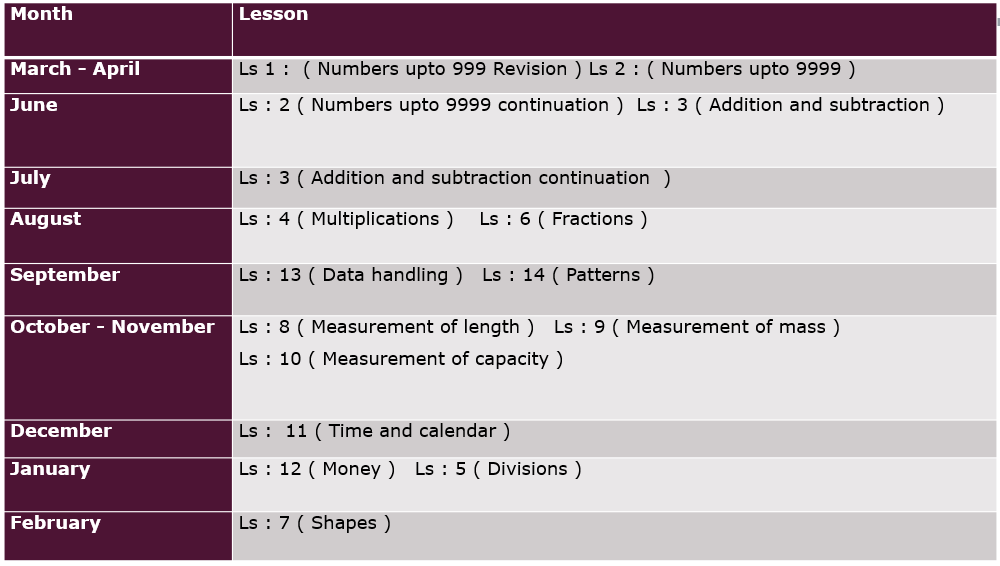 Month Lesson
March – April Ls 1 : ( Numbers upto 999 Revision ) Ls 2 : ( Numbers upto 9999 )
June Ls : 2 ( Numbers upto 9999 continuation ) Ls : 3 ( Addition and subtraction )
July Ls : 3 ( Addition and subtraction continuation )
August Ls : 4 ( Multiplications ) Ls : 6 ( Fractions )
September Ls : 13 ( Data handling ) Ls : 14 ( Patterns )
October – November Ls : 8 ( Measurement of length ) Ls : 9 ( Measurement of mass )
Ls : 10 ( Measurement of capacity )
December Ls : 11 ( Time and calendar )
January Ls : 12 ( Money ) Ls : 5 ( Divisions )
February Ls : 7 ( Shapes )